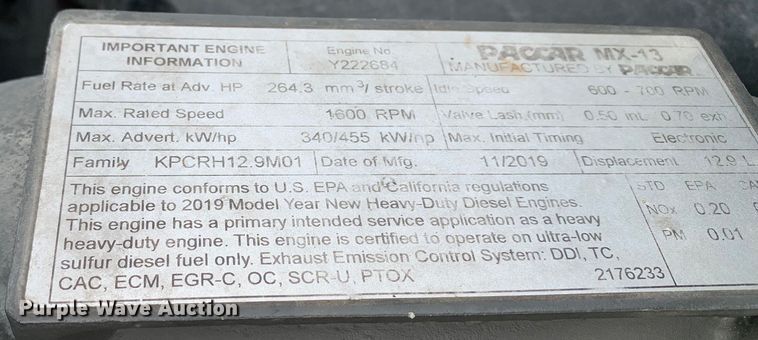 IMPORTANT ENGINE INFORMATION
Engine No.
Y222684
PACCAR MX-13
MANUFACTURED BY PACCAR
Fuel Rate at Adv. HP 264.3 mm³/ stroke Idle Speed 600 - 700 RPM
Max. Rated Speed 1600 RPM Valve Lash (mm) 0.50 int. 0.70 exh
Max. Advert. kW/hp 340/455 kW/hp Max. Initial Timing Electronic
Family KPCRH12.9M01 Date of Mfg. 11/2019 Displacement 12.9 L
This engine conforms to U.S. EPA and California regulations
applicable to 2019 Model Year New Heavy-Duty Diesel Engines.
This engine has a primary intended service application as a heavy
heavy-duty engine. This engine is certified to operate on ultra-low
sulfur diesel fuel only. Exhaust Emission Control System: DDI, TC,
CAC, ECM, EGR-C, OC, SCR-U, PTOX
STD EPA
NOx 0.20
PM 0.01
2176233
Purple Wave Auction